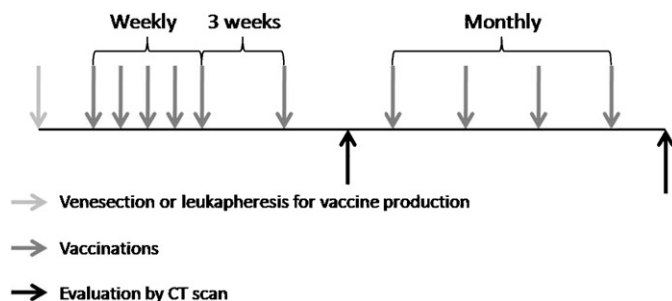 Weekly 3 weeks Monthly
Venesection or leukapheresis for vaccine production
Vaccinations
Evaluation by CT scan